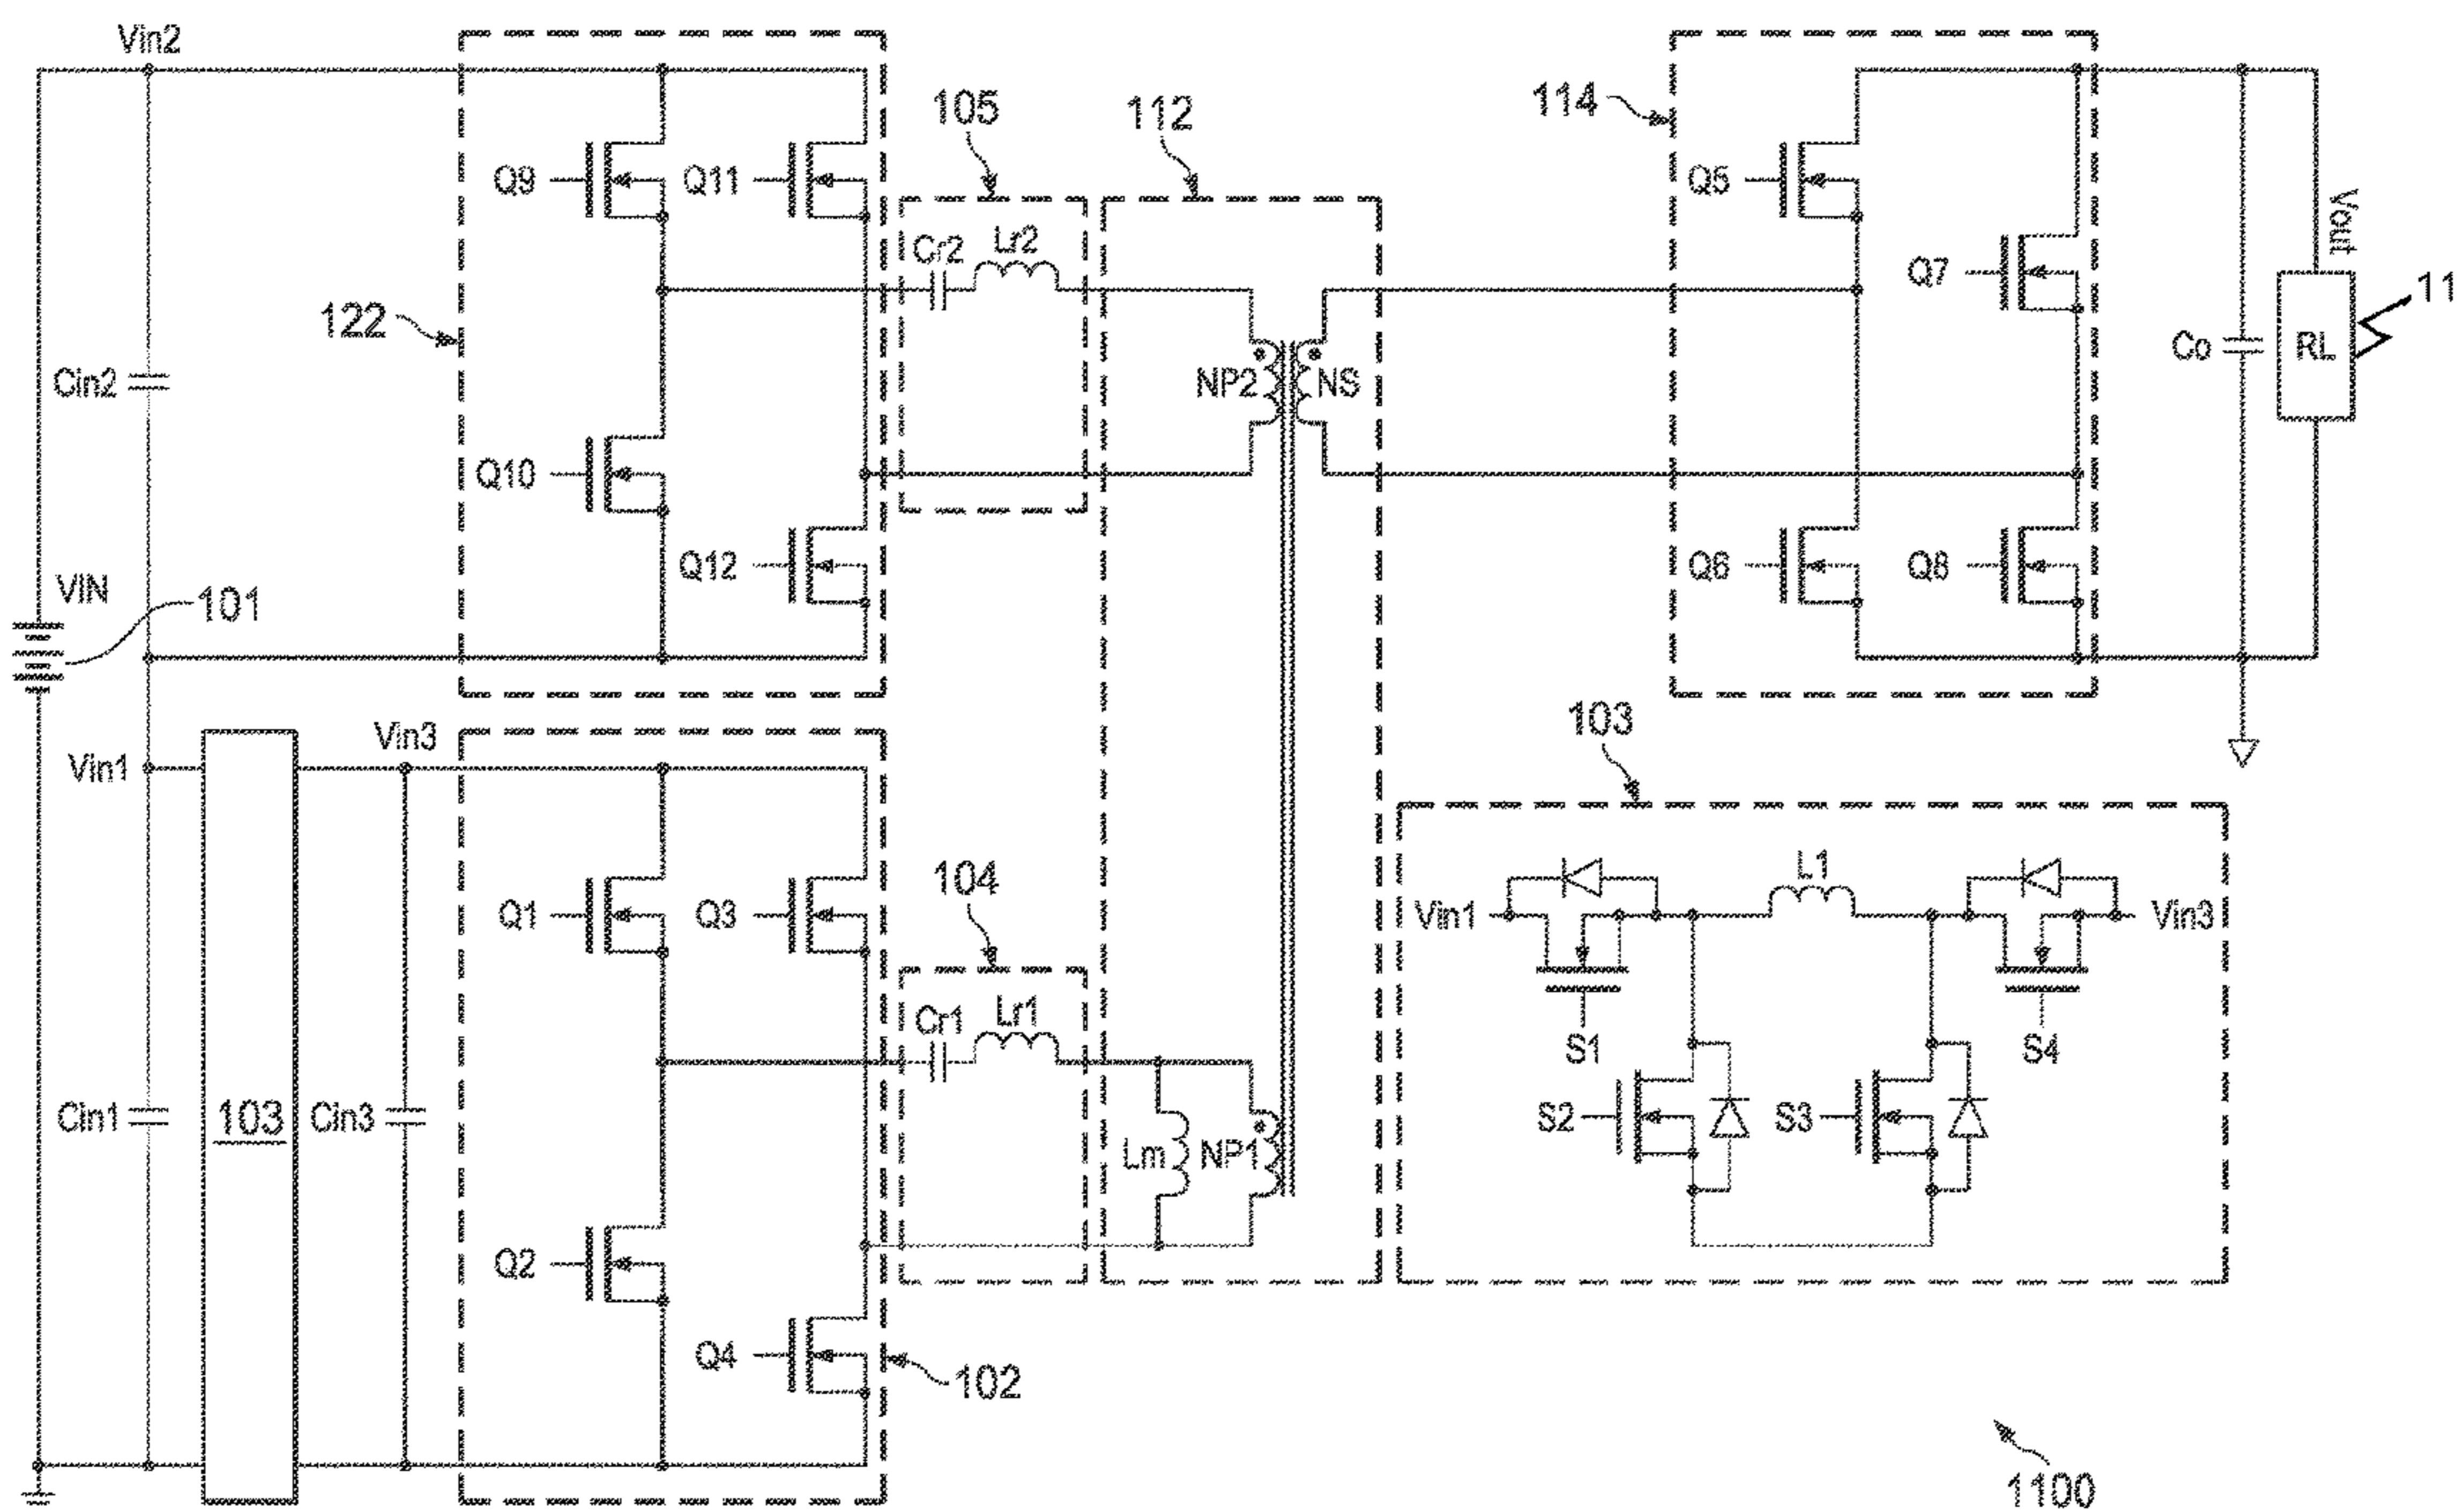 Vin2
105
112
114
Q9
Q11
Q5
Vout
Cr2
Lr2
Q7
11
122
Cin2
NP2
NS
Co
RL
Q10
Q12
Q6
Q8
VIN
101
103
Vin3
Vin1
104
L1
Q1
Q3
Vin1
Vin3
Cr1
Lr1
S1
S4
Cin1
103
Cin3
Lm
NP1
S2
S3
Q2
Q4
102
1100